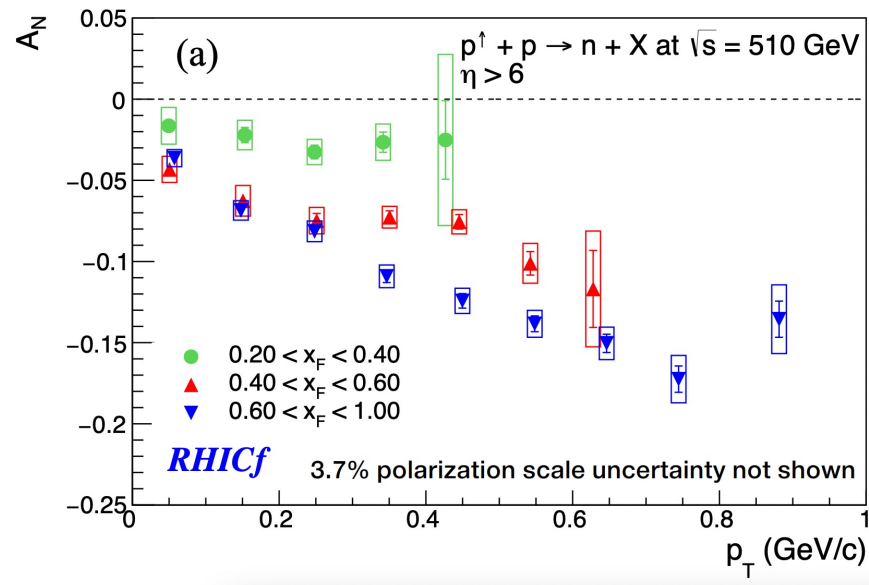 A_N
0.05
(a)
p↑ + p → n + X at √s = 510 GeV
η > 6
0
−0.05
−0.1
−0.15
−0.2
−0.25
0.20 < x_F < 0.40
0.40 < x_F < 0.60
0.60 < x_F < 1.00
RHICf
3.7% polarization scale uncertainty not shown
0 0.2 0.4 0.6 0.8 1
p_T (GeV/c)